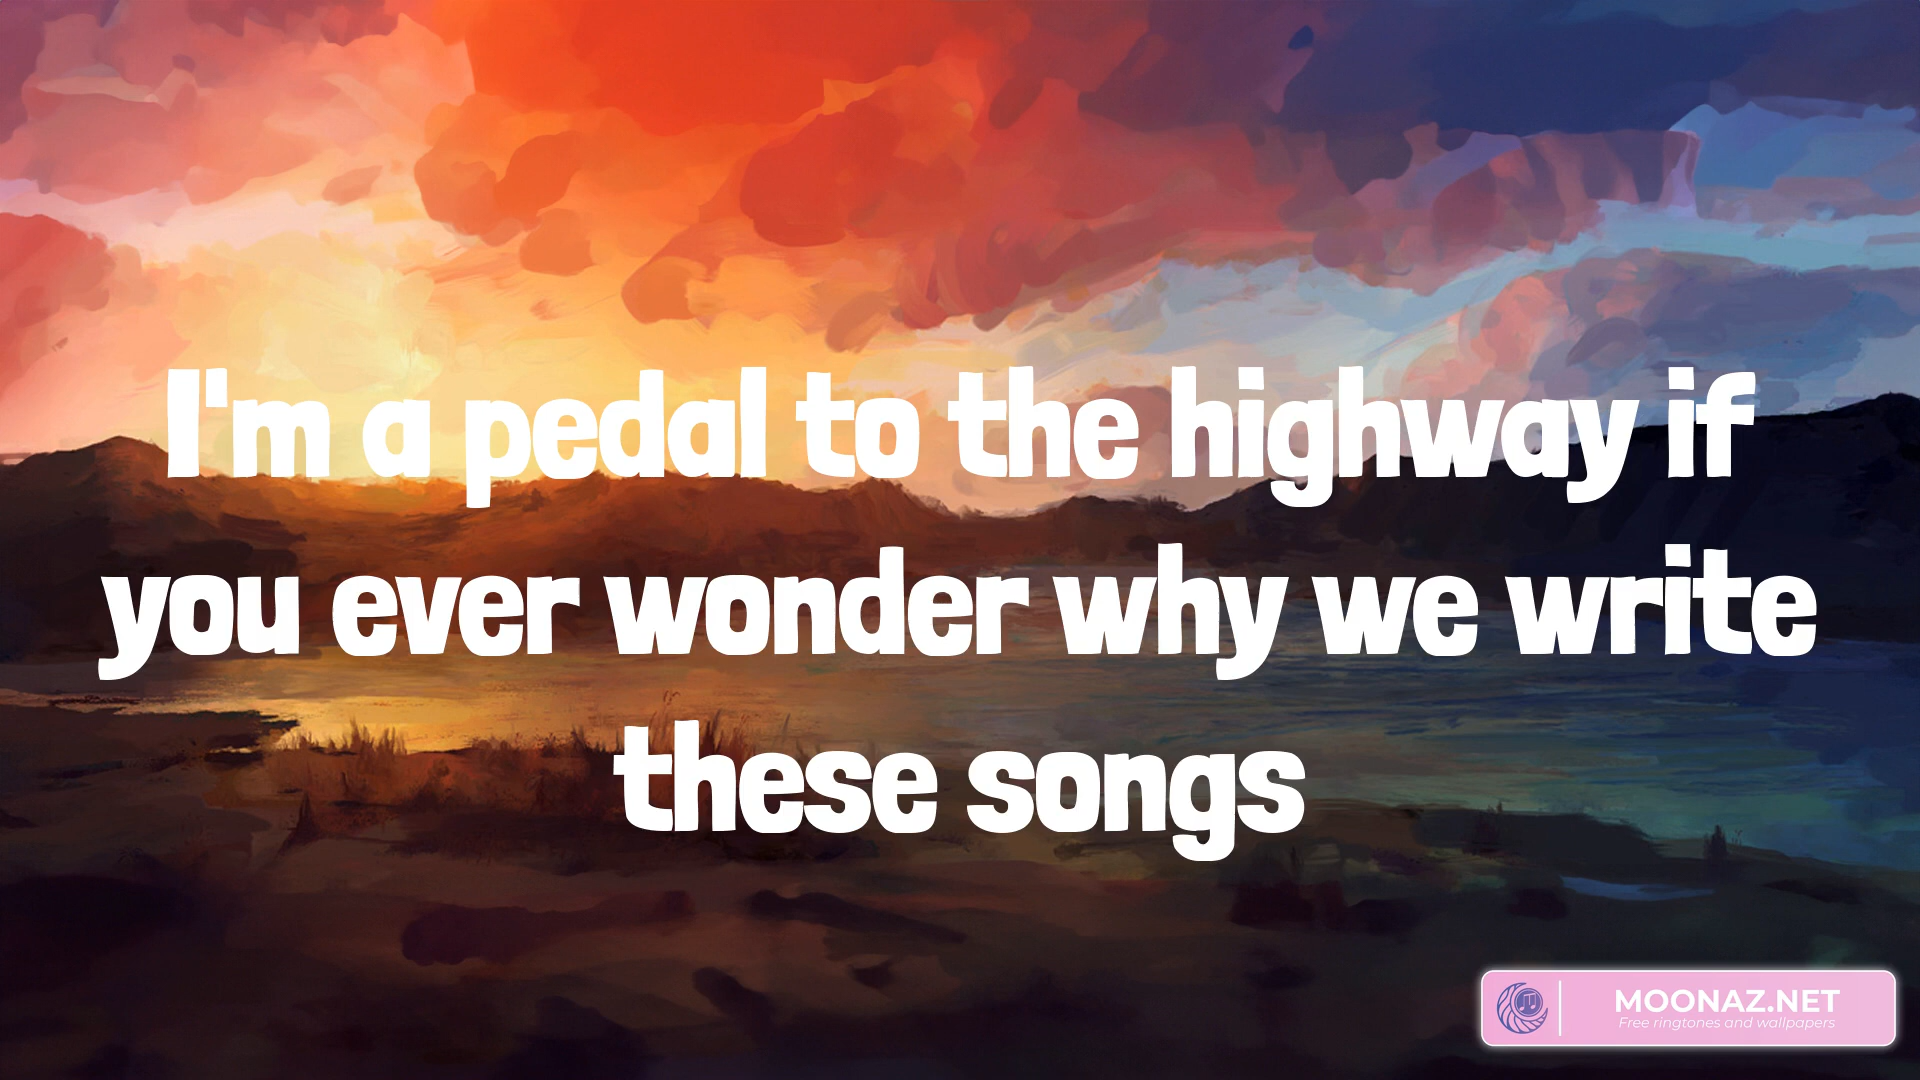 I'm a pedal to the highway if
you ever wonder why we write
these songs
MOONAZ.NET
Free ringtones and wallpapers